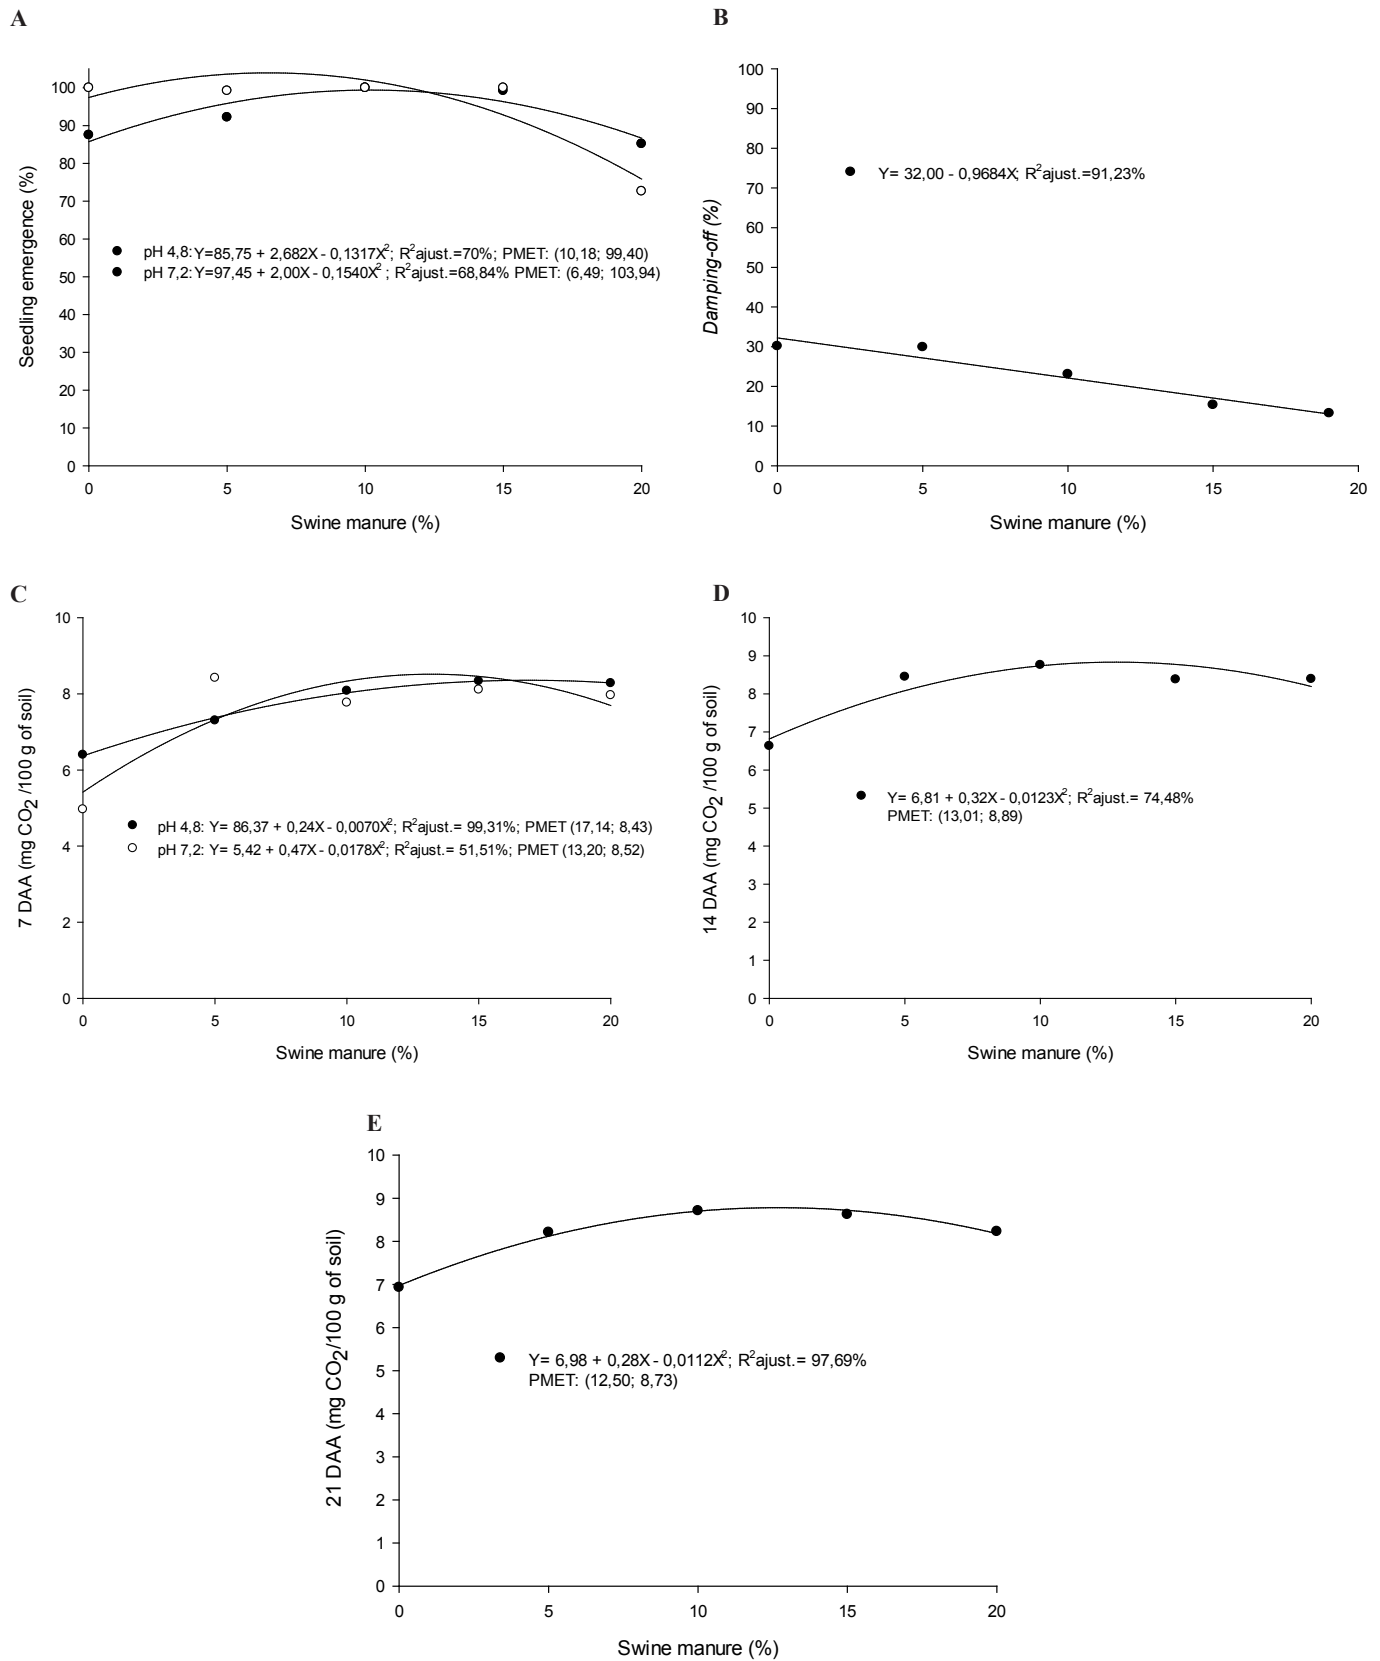 A
Seedling emergence (%)
100
90
80
70
60
50
40
30
20
10
0
pH 4,8: Y=85,75 + 2,682X - 0,1317X²; R²ajust.=70%; PMET: (10,18; 99,40)
pH 7,2: Y=97,45 + 2,00X - 0,1540X² ; R²ajust.=68,84% PMET: (6,49; 103,94)
0 5 10 15 20
Swine manure (%)
B
Damping-off (%)
100
90
80
70
60
50
40
30
20
10
0
Y= 32,00 - 0,9684X; R²ajust.=91,23%
0 5 10 15 20
Swine manure (%)
C
7 DAA (mg CO₂ /100 g of soil)
10
8
6
4
2
0
pH 4,8: Y= 86,37 + 0,24X - 0,0070X²; R²ajust.= 99,31%; PMET (17,14; 8,43)
pH 7,2: Y= 5,42 + 0,47X - 0,0178X²; R²ajust.= 51,51%; PMET (13,20; 8,52)
0 5 10 15 20
Swine manure (%)
D
14 DAA (mg CO₂ /100 g of soil)
10
9
8
7
6
5
4
3
2
1
0
Y= 6,81 + 0,32X - 0,0123X²; R²ajust.= 74,48%
PMET: (13,01; 8,89)
0 5 10 15 20
Swine manure (%)
E
21 DAA (mg CO₂/100 g of soil)
10
9
8
7
6
5
4
3
2
1
0
Y= 6,98 + 0,28X - 0,0112X²; R²ajust.= 97,69%
PMET: (12,50; 8,73)
0 5 10 15 20
Swine manure (%)